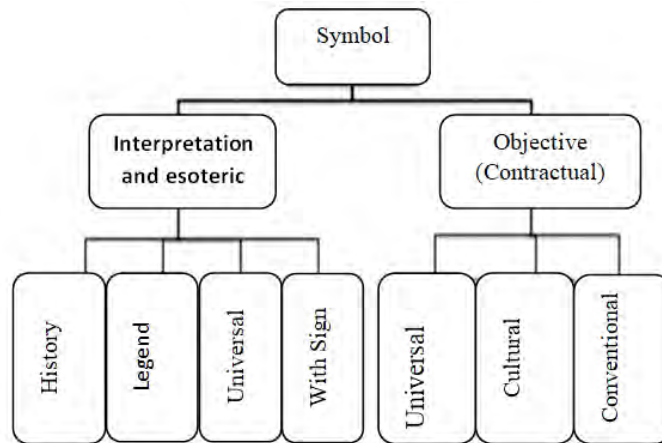 Symbol
Interpretation
and esoteric
Objective
(Contractual)
History
Legend
Universal
With Sign
Universal
Cultural
Conventional